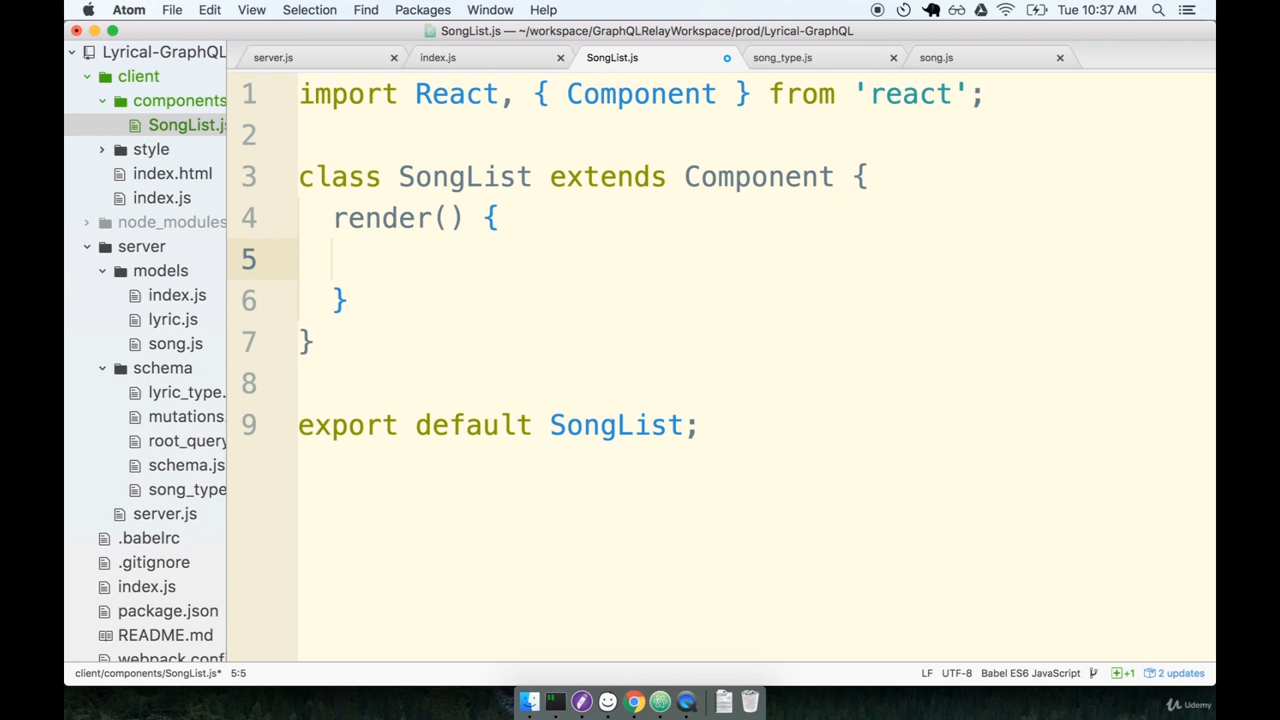 Atom File Edit View Selection Find Packages Window Help Tue 10:37 AM
SongList.js — ~/workspace/GraphQLRelayWorkspace/prod/Lyrical-GraphQL
Lyrical-GraphQL
client
components
SongList.js
style
index.html
index.js
node_modules
server
models
index.js
lyric.js
song.js
schema
lyric_type.
mutations.
root_query
schema.js
song_type
server.js
.babelrc
.gitignore
index.js
package.json
README.md
webpack.conf
server.js index.js SongList.js song_type.js song.js
1 import React, { Component } from 'react';
2
3 class SongList extends Component {
4 render() {
5
6 }
7 }
8
9 export default SongList;
client/components/SongList.js* 5:5 LF UTF-8 Babel ES6 JavaScript +1 2 updates
Udemy